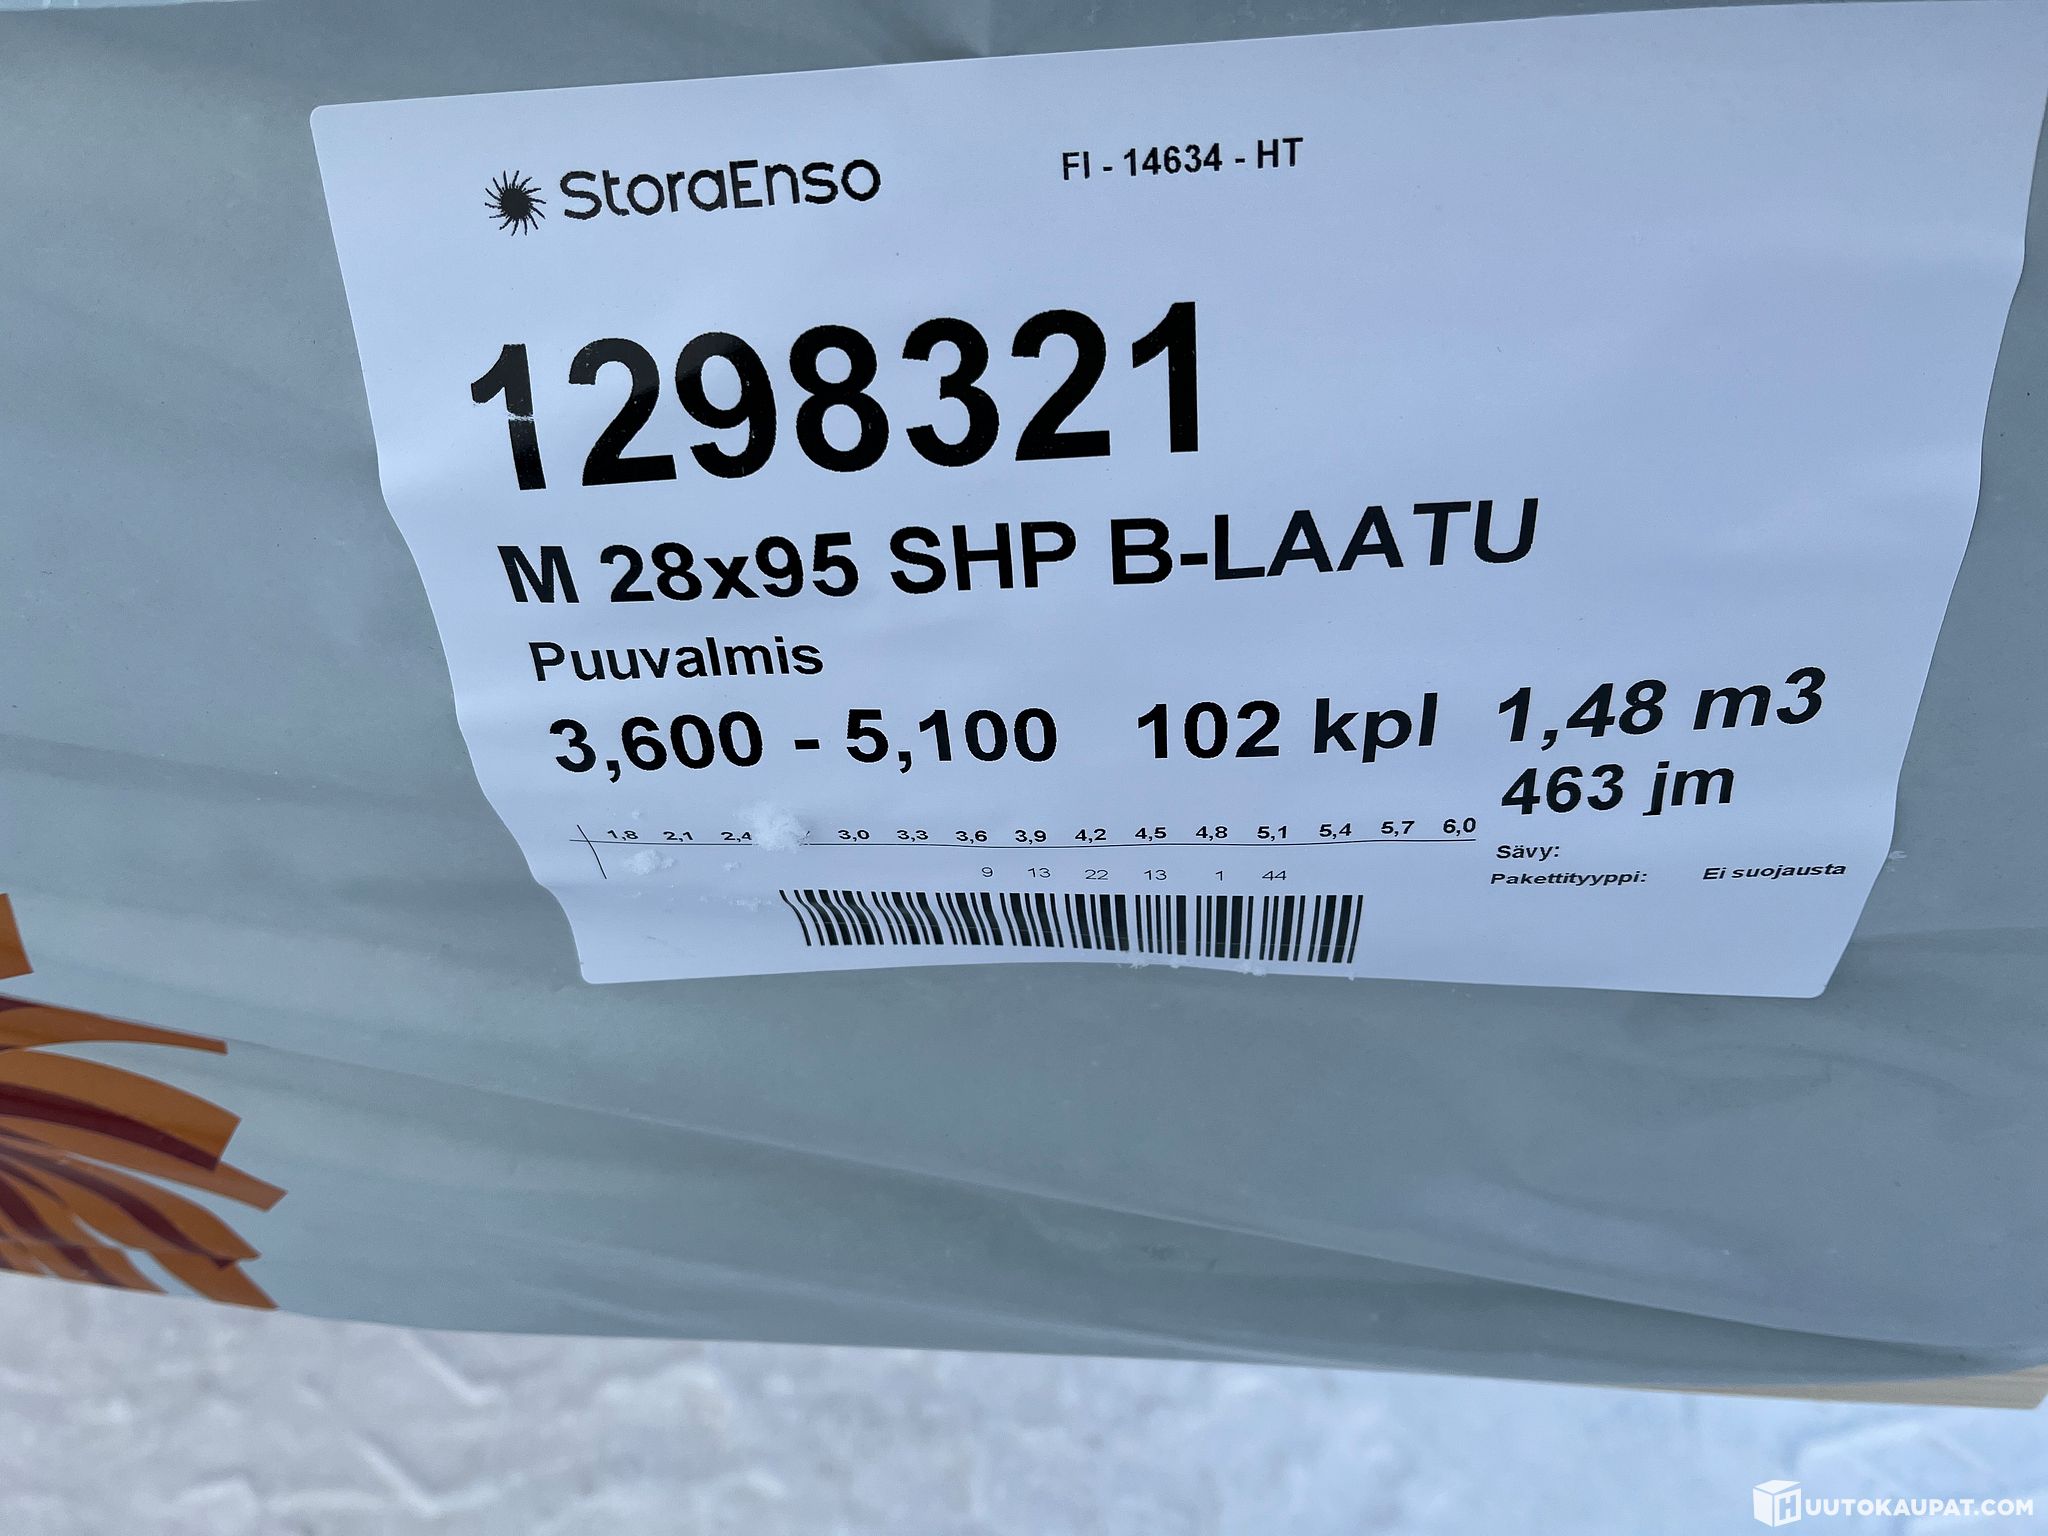 StoraEnso FI - 14634 - HT
1298321
M 28x95 SHP B-LAATU
Puuvalmis
3,600 - 5,100 102 kpl 1,48 m3
463 jm
1,8 2,1 2,4 3,0 3,3 3,6 3,9 4,2 4,5 4,8 5,1 5,4 5,7 6,0
Sävy:
9 13 22 13 1 44
Pakettityyppi: Ei suojausta
HUUTOKAUPAT.COM